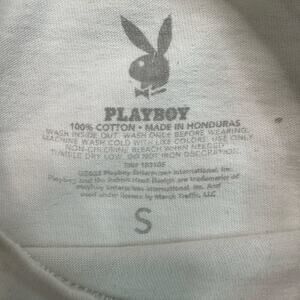 PLAYBOY
100% COTTON • MADE IN HONDURAS
WASH INSIDE OUT. WASH ONCE BEFORE WEARING.
MACHINE WASH COLD WITH LIKE COLORS. USE ONLY
NON-CHLORINE BLEACH WHEN NEEDED.
TUMBLE DRY LOW. DO NOT IRON DECORATION.
Playboy Enterprises International, Inc.
Playboy and the Rabbit Head Design are trademarks of
Playboy Enterprises International, Inc. And
used under license by March Traffic, LLC
S